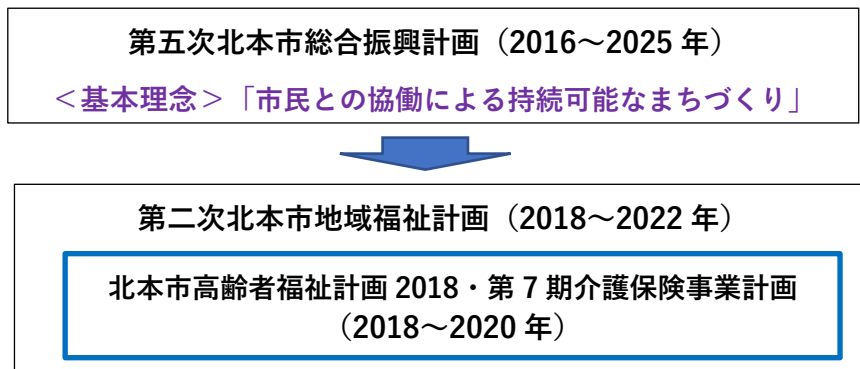 第五次北本市総合振興計画（2016～2025 年）
＜基本理念＞「市民との協働による持続可能なまちづくり」
第二次北本市地域福祉計画（2018～2022 年）
北本市高齢者福祉計画 2018・第 7 期介護保険事業計画
（2018～2020 年）